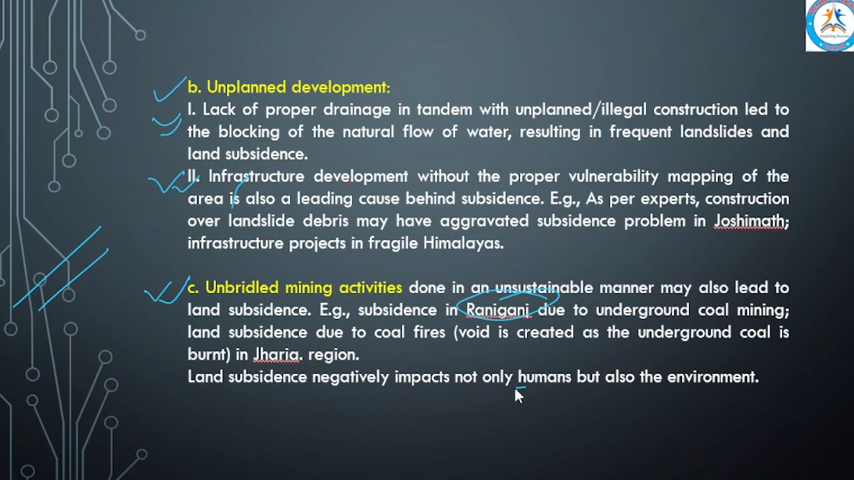 b. Unplanned development:
I. Lack of proper drainage in tandem with unplanned/illegal construction led to
the blocking of the natural flow of water, resulting in frequent landslides and
land subsidence.
II. Infrastructure development without the proper vulnerability mapping of the
area is also a leading cause behind subsidence. E.g., As per experts, construction
over landslide debris may have aggravated subsidence problem in Joshimath;
infrastructure projects in fragile Himalayas.
c. Unbridled mining activities done in an unsustainable manner may also lead to
land subsidence. E.g., subsidence in Raniganj due to underground coal mining;
land subsidence due to coal fires (void is created as the underground coal is
burnt) in Jharia. region.
Land subsidence negatively impacts not only humans but also the environment.